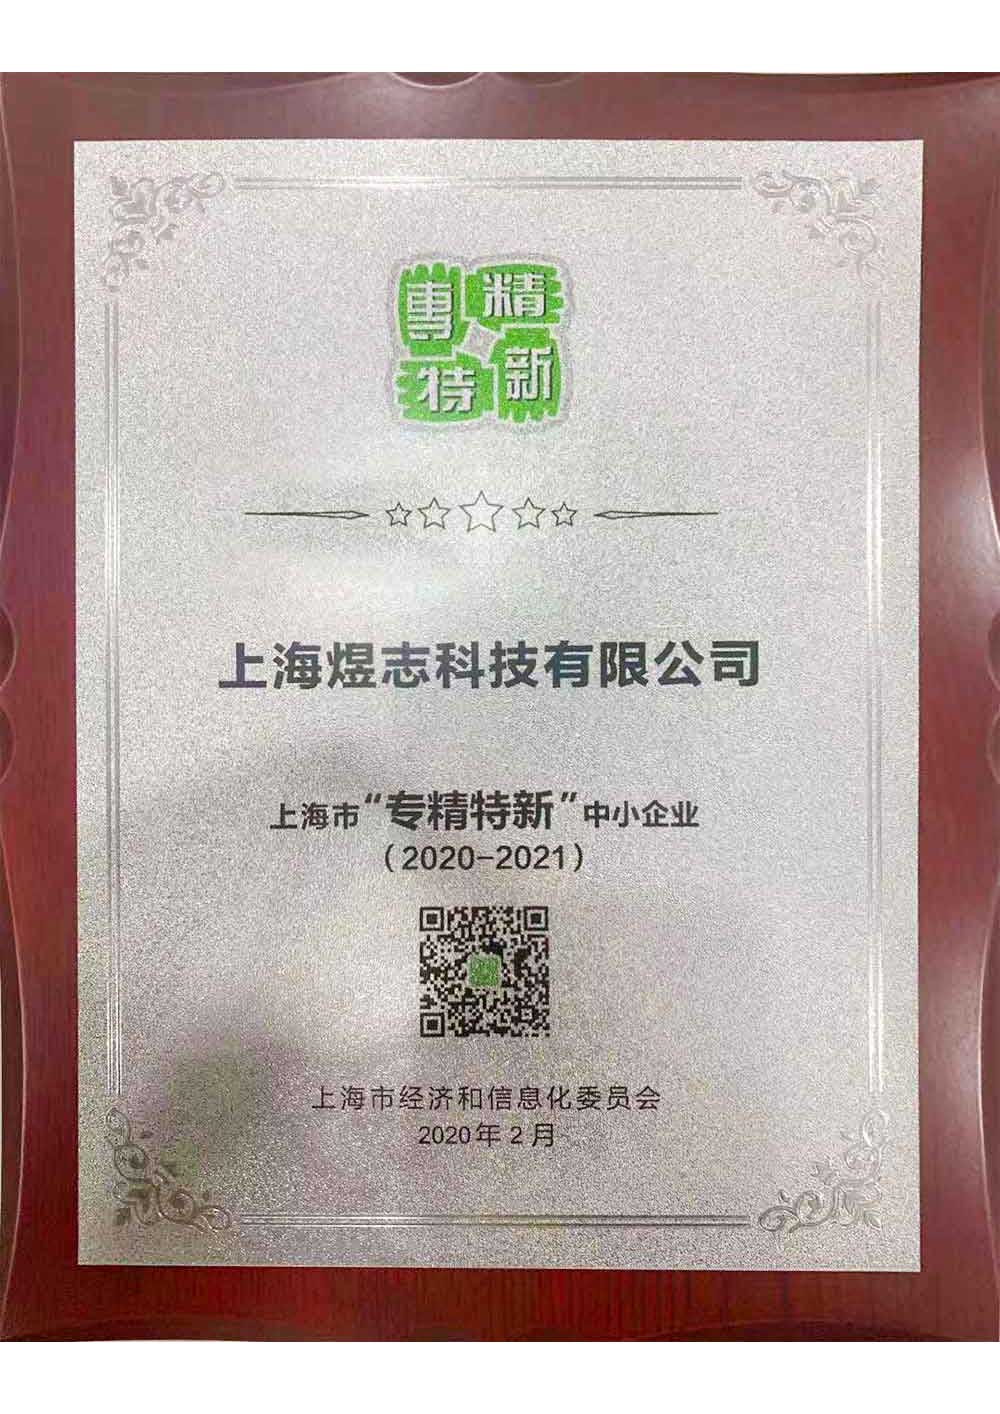 專精
特新
上海煜志科技有限公司
上海市“专精特新”中小企业
（2020-2021）
上海市经济和信息化委员会
2020年2月